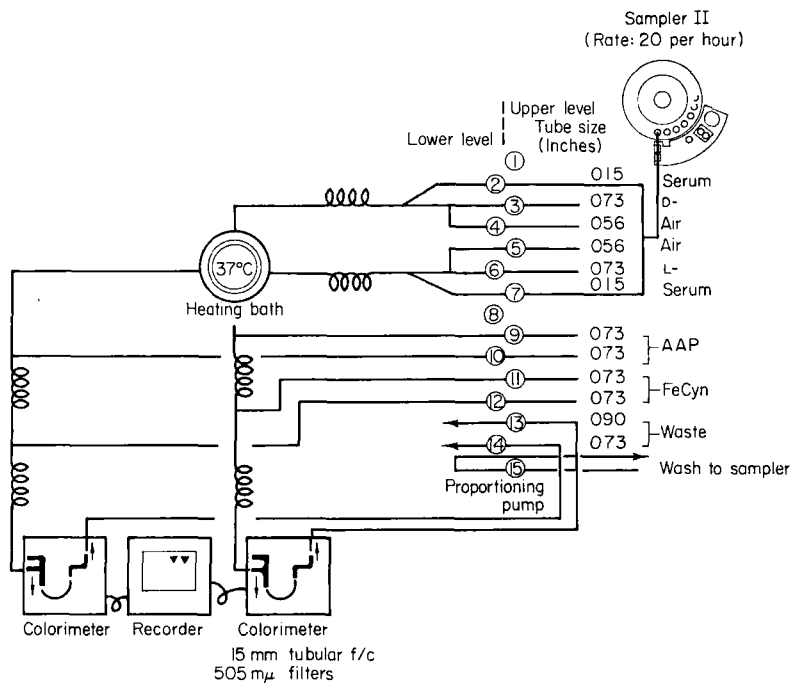 Sampler II
(Rate: 20 per hour)
Upper level
Lower level
Tube size
(Inches)
1
2 015 Serum
3 073 D-
4 056 Air
5 056 Air
6 073 L-
7 015 Serum
37°C
Heating bath
8
9 073
10 073
AAP
11 073
12 073
FeCyn
13 090
14 073
Waste
15 Wash to sampler
Proportioning
pump
Colorimeter Recorder Colorimeter
15 mm tubular f/c
505 mμ filters